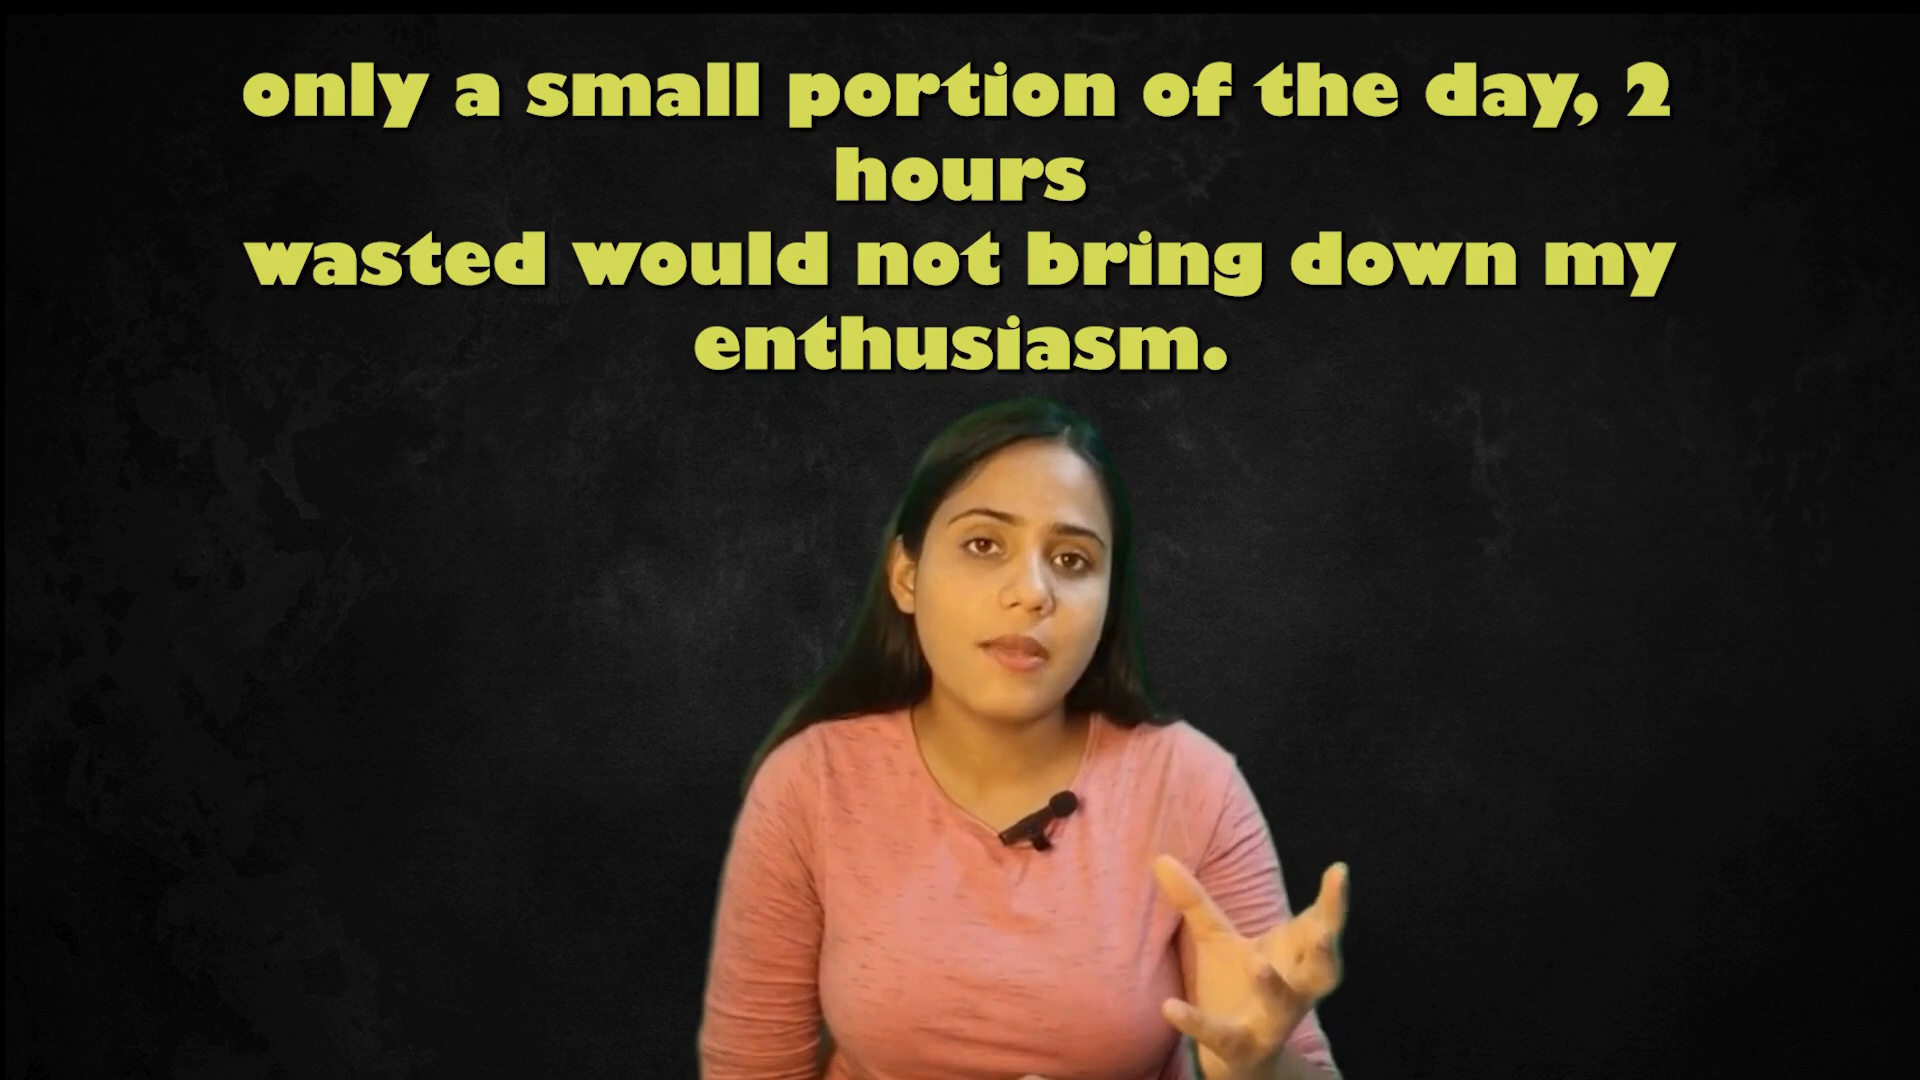 only a small portion of the day, 2
hours
wasted would not bring down my
enthusiasm.